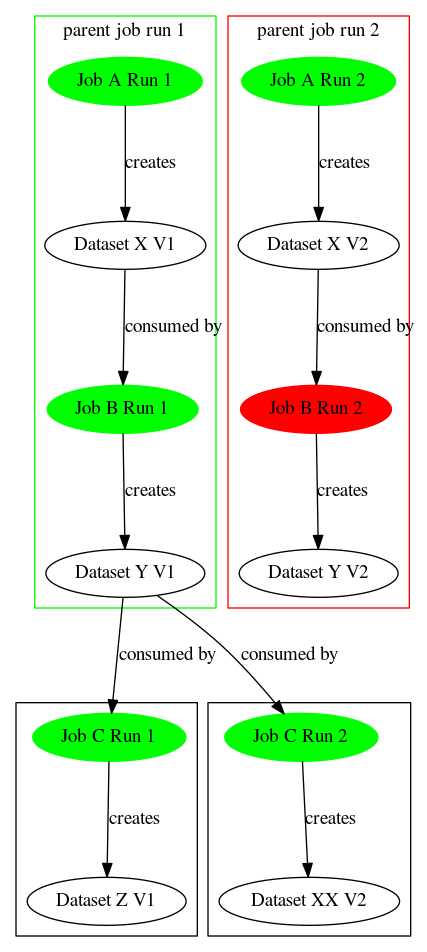 parent job run 1
Job A Run 1
creates
Dataset X V1
consumed by
Job B Run 1
creates
Dataset Y V1
parent job run 2
Job A Run 2
creates
Dataset X V2
consumed by
Job B Run 2
creates
Dataset Y V2
consumed by
consumed by
Job C Run 1
creates
Dataset Z V1
Job C Run 2
creates
Dataset XX V2